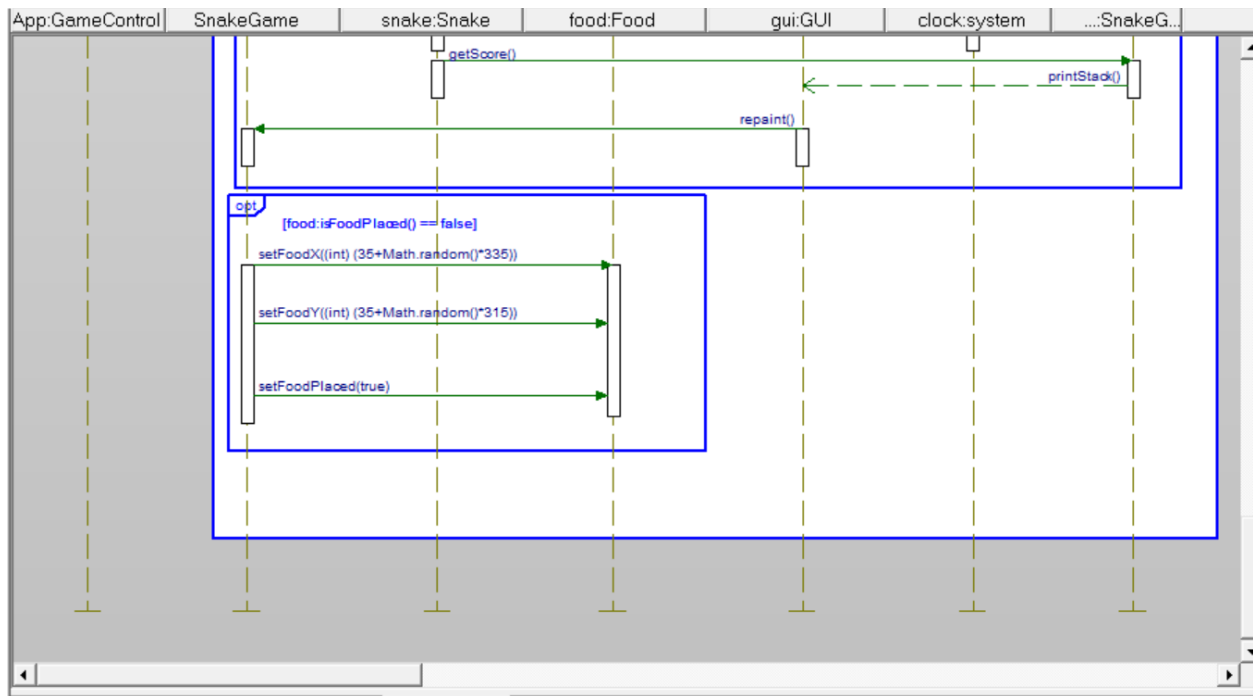 App:GameControl SnakeGame snake:Snake food:Food gui:GUI clock:system ...:SnakeG...
getScore()
printStack()
repaint()
opt
[food:isFoodPlaced() == false]
setFoodX((int) (35+Math.random()*335))
setFoodY((int) (35+Math.random()*315))
setFoodPlaced(true)